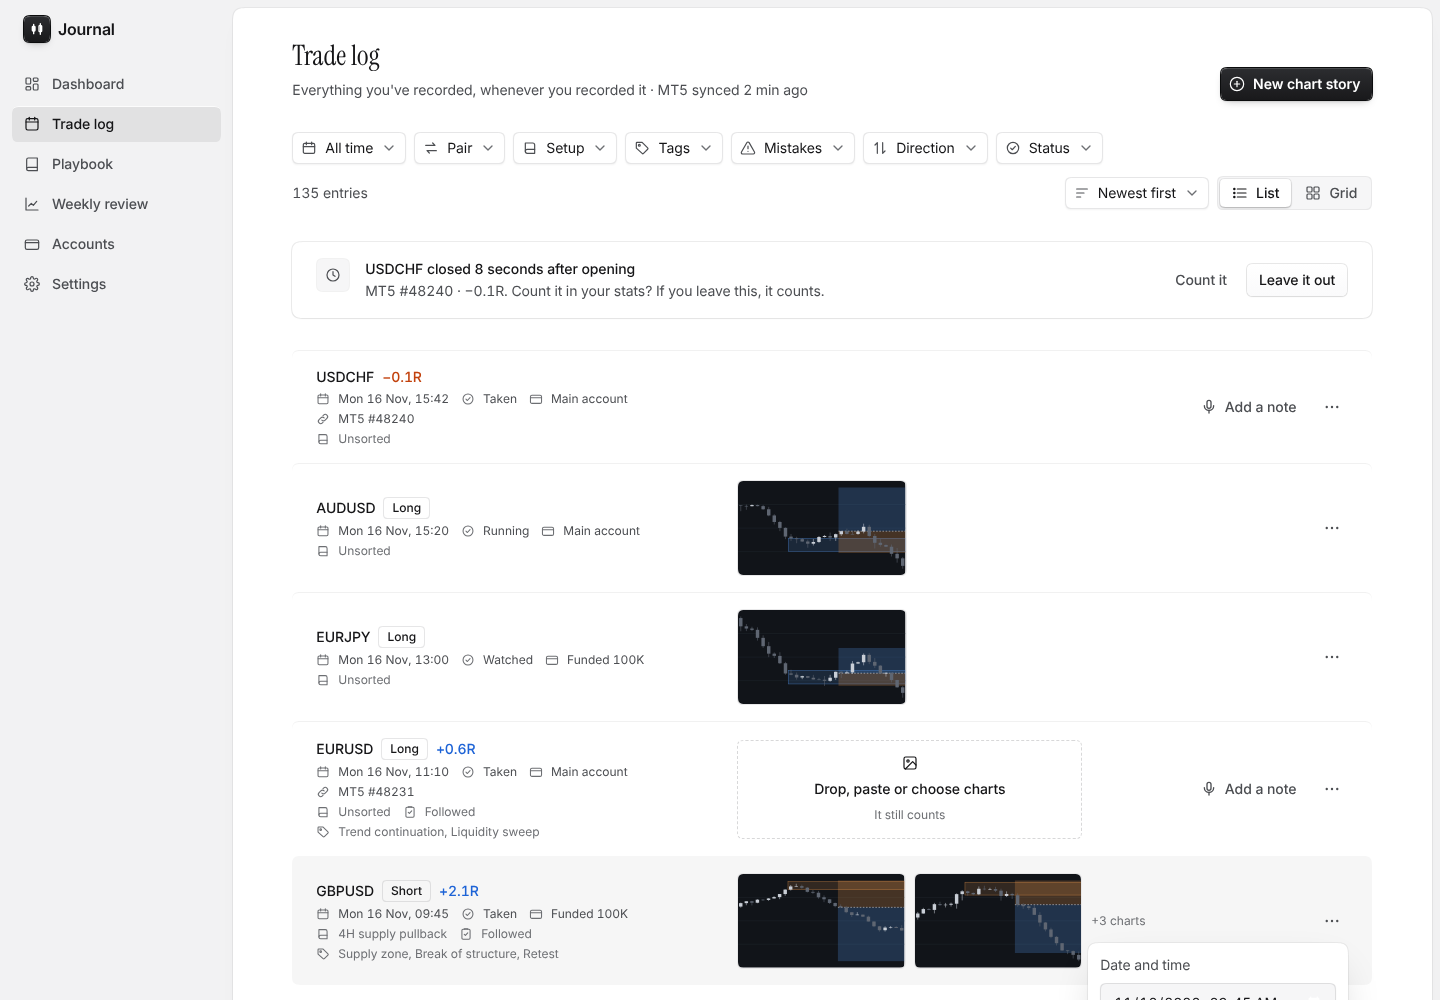 Journal
Dashboard
Trade log
Playbook
Weekly review
Accounts
Settings
Trade log
Everything you've recorded, whenever you recorded it · MT5 synced 2 min ago
New chart story
All time
Pair
Setup
Tags
Mistakes
Direction
Status
135 entries
Newest first
List
Grid
USDCHF closed 8 seconds after opening
MT5 #48240 · −0.1R. Count it in your stats? If you leave this, it counts.
Count it
Leave it out
USDCHF −0.1R
Mon 16 Nov, 15:42 Taken Main account
MT5 #48240
Unsorted
Add a note
AUDUSD Long
Mon 16 Nov, 15:20 Running Main account
Unsorted
EURJPY Long
Mon 16 Nov, 13:00 Watched Funded 100K
Unsorted
EURUSD Long +0.6R
Mon 16 Nov, 11:10 Taken Main account
MT5 #48231
Unsorted Followed
Trend continuation, Liquidity sweep
Drop, paste or choose charts
It still counts
Add a note
GBPUSD Short +2.1R
Mon 16 Nov, 09:45 Taken Funded 100K
4H supply pullback Followed
Supply zone, Break of structure, Retest
+3 charts
Date and time